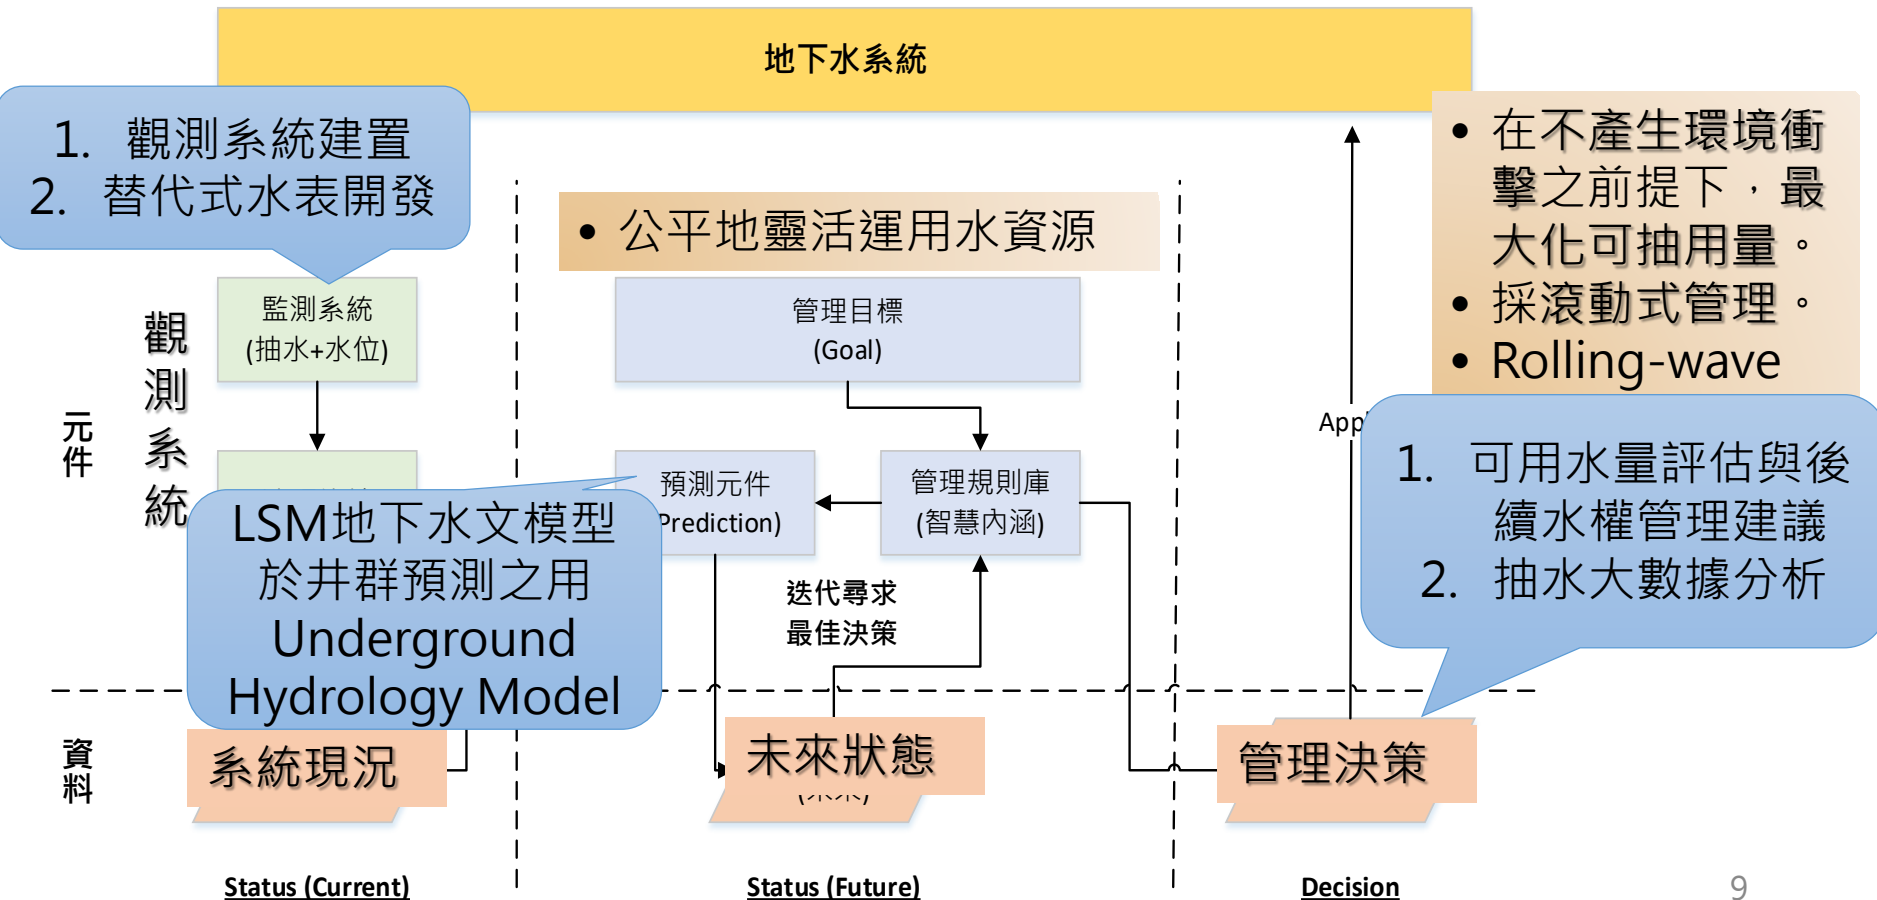 地下水系統
1. 觀測系統建置
2. 替代式水表開發
• 公平地靈活運用水資源
• 在不產生環境衝
擊之前提下，最
大化可抽用量。
• 採滾動式管理。
• Rolling-wave
元件
觀測系統
監測系統
(抽水+水位)
管理目標
(Goal)
預測元件
Prediction)
管理規則庫
(智慧內涵)
LSM地下水文模型
於井群預測之用
Underground
Hydrology Model
迭代尋求
最佳決策
1. 可用水量評估與後
續水權管理建議
2. 抽水大數據分析
資料
系統現況
未來狀態
管理決策
Status (Current)
Status (Future)
Decision
9